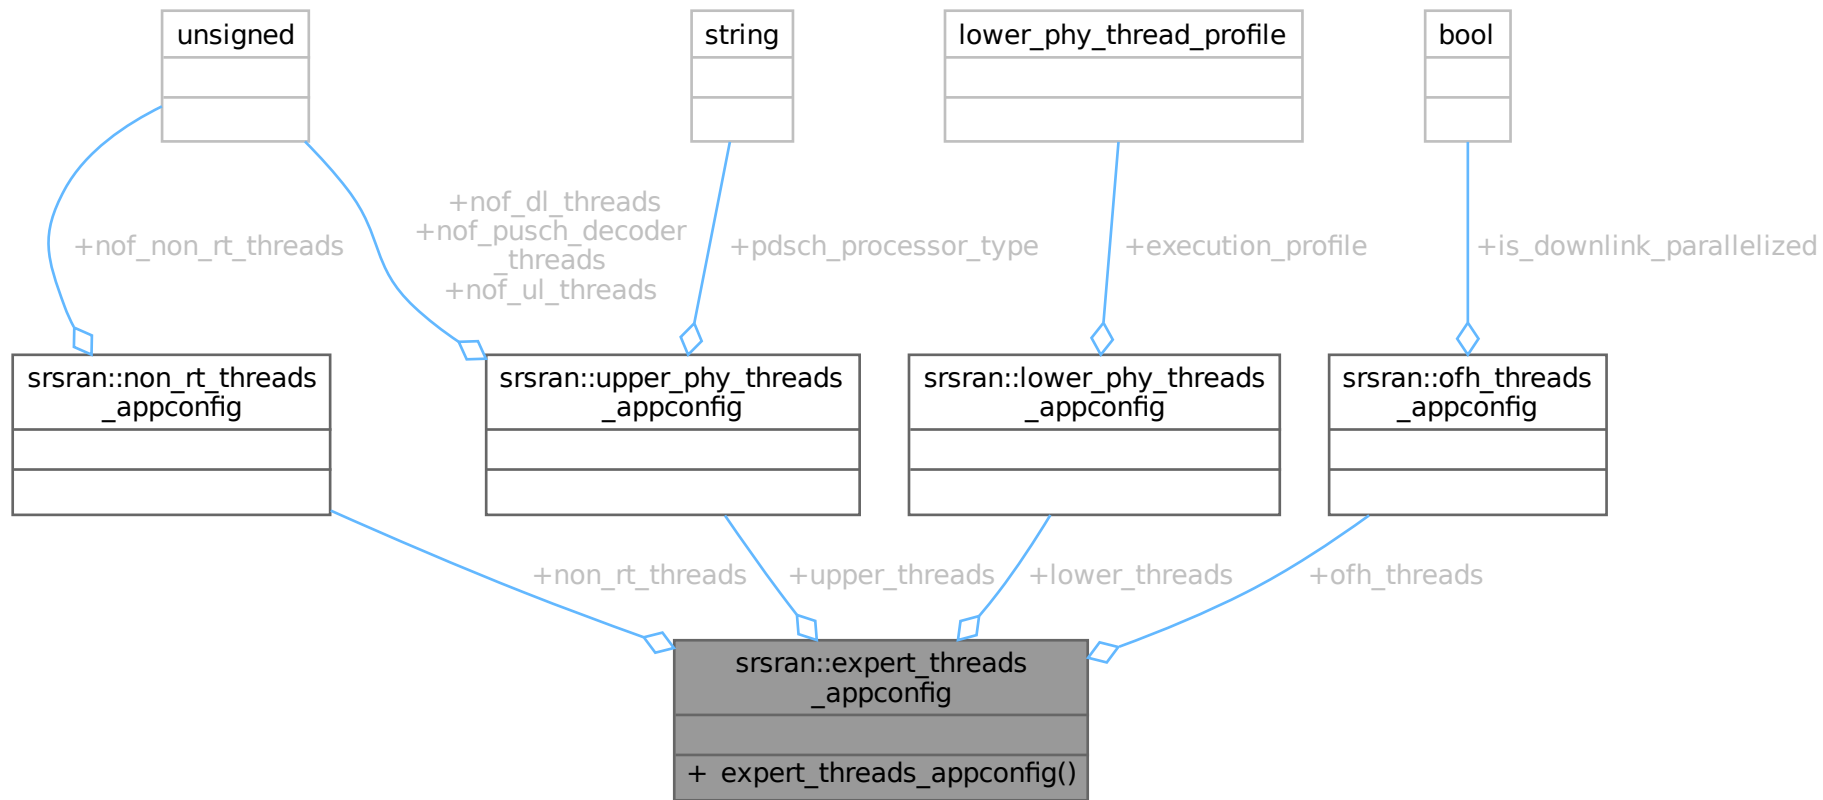 unsigned
string
lower_phy_thread_profile
bool
+nof_non_rt_threads
+nof_dl_threads
+nof_pusch_decoder
_threads
+nof_ul_threads
+pdsch_processor_type
+execution_profile
+is_downlink_parallelized
srsran::non_rt_threads
_appconfig
srsran::upper_phy_threads
_appconfig
srsran::lower_phy_threads
_appconfig
srsran::ofh_threads
_appconfig
+non_rt_threads
+upper_threads
+lower_threads
+ofh_threads
srsran::expert_threads
_appconfig
+ expert_threads_appconfig()